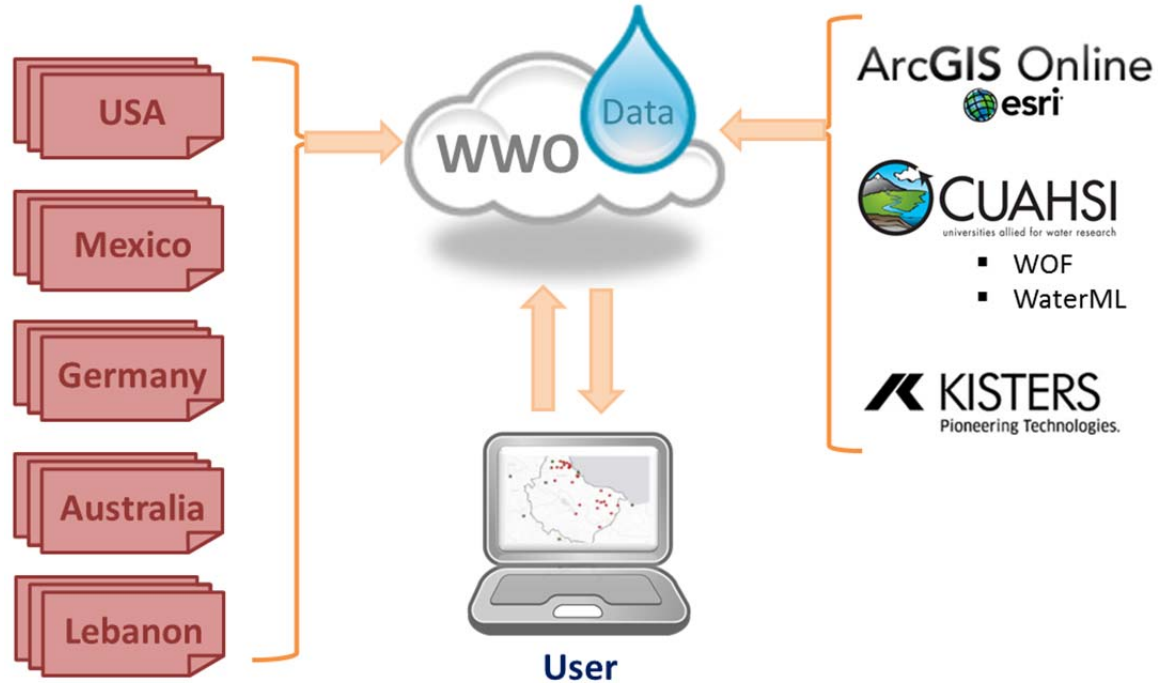 USA
Mexico
Germany
Australia
Lebanon
WWO
Data
User
ArcGIS Online
esri
CUAHSI
universities allied for water research
▪ WOF
▪ WaterML
KISTERS
Pioneering Technologies.